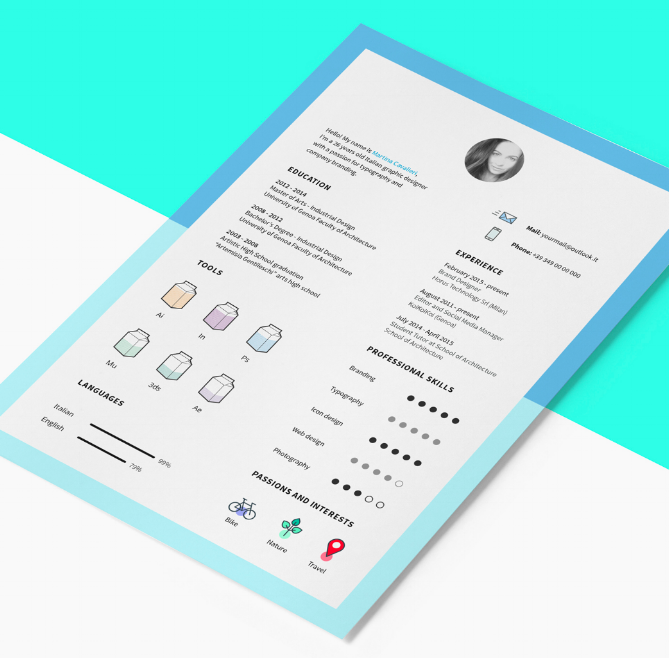 Hello! My name is Martina Cavalieri,
I'm a 26 years old Italian graphic designer
with a passion for typography and
company branding.
EDUCATION
2012 - 2014
Master of Arts - Industrial Design
University of Genoa Faculty of Architecture
2008 - 2012
Bachelor's Degree - Industrial Design
University of Genoa Faculty of Architecture
2003 - 2008
Artistic High School graduation
"Artemisia Gentileschi" arts high school
TOOLS
Ai
In
Ps
Mu
3ds
Ae
LANGUAGES
Italian
99%
English
75%
Mail: yourmail@outlook.it
Phone: +39 349 00 00 000
EXPERIENCE
February 2015 - present
Brand Designer
Horus Technology Srl (Milan)
August 2011 - present
Editor and Social Media Manager
(Genoa)
July 2014 - April 2015
Student Tutor at School of Architecture
School of Architecture
PROFESSIONAL SKILLS
Branding
Typography
Icon design
Web design
Photography
PASSIONS AND INTERESTS
Bike
Nature
Travel